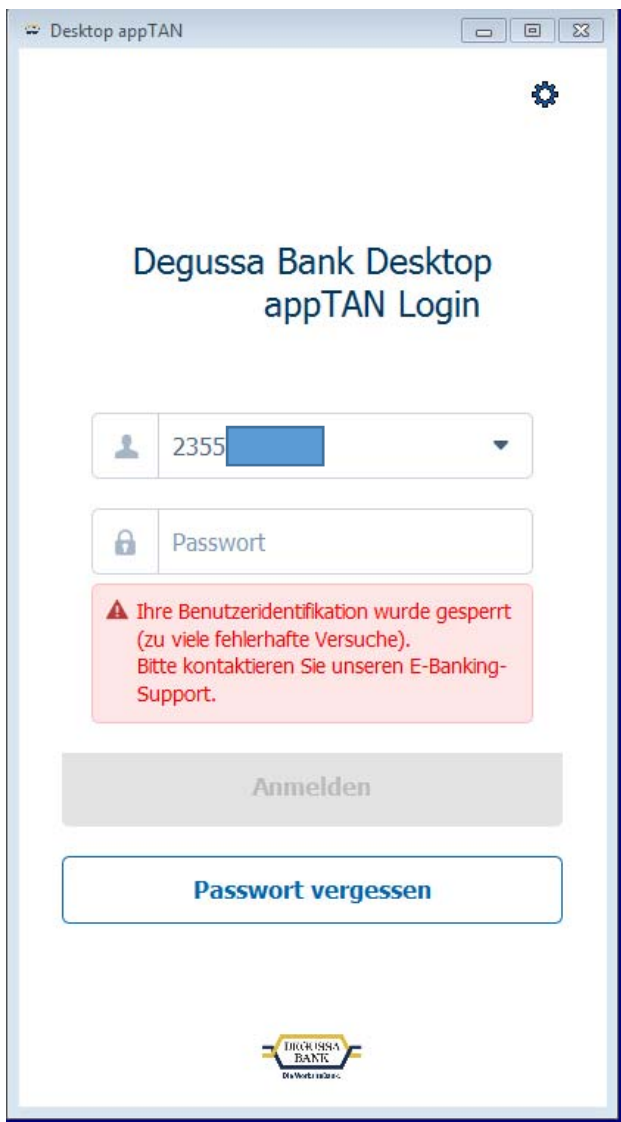 Desktop appTAN
Degussa Bank Desktop
appTAN Login
2355
Passwort
Ihre Benutzeridentifikation wurde gesperrt
(zu viele fehlerhafte Versuche).
Bitte kontaktieren Sie unseren E-Banking-
Support.
Anmelden
Passwort vergessen
DEGUSSA
BANK